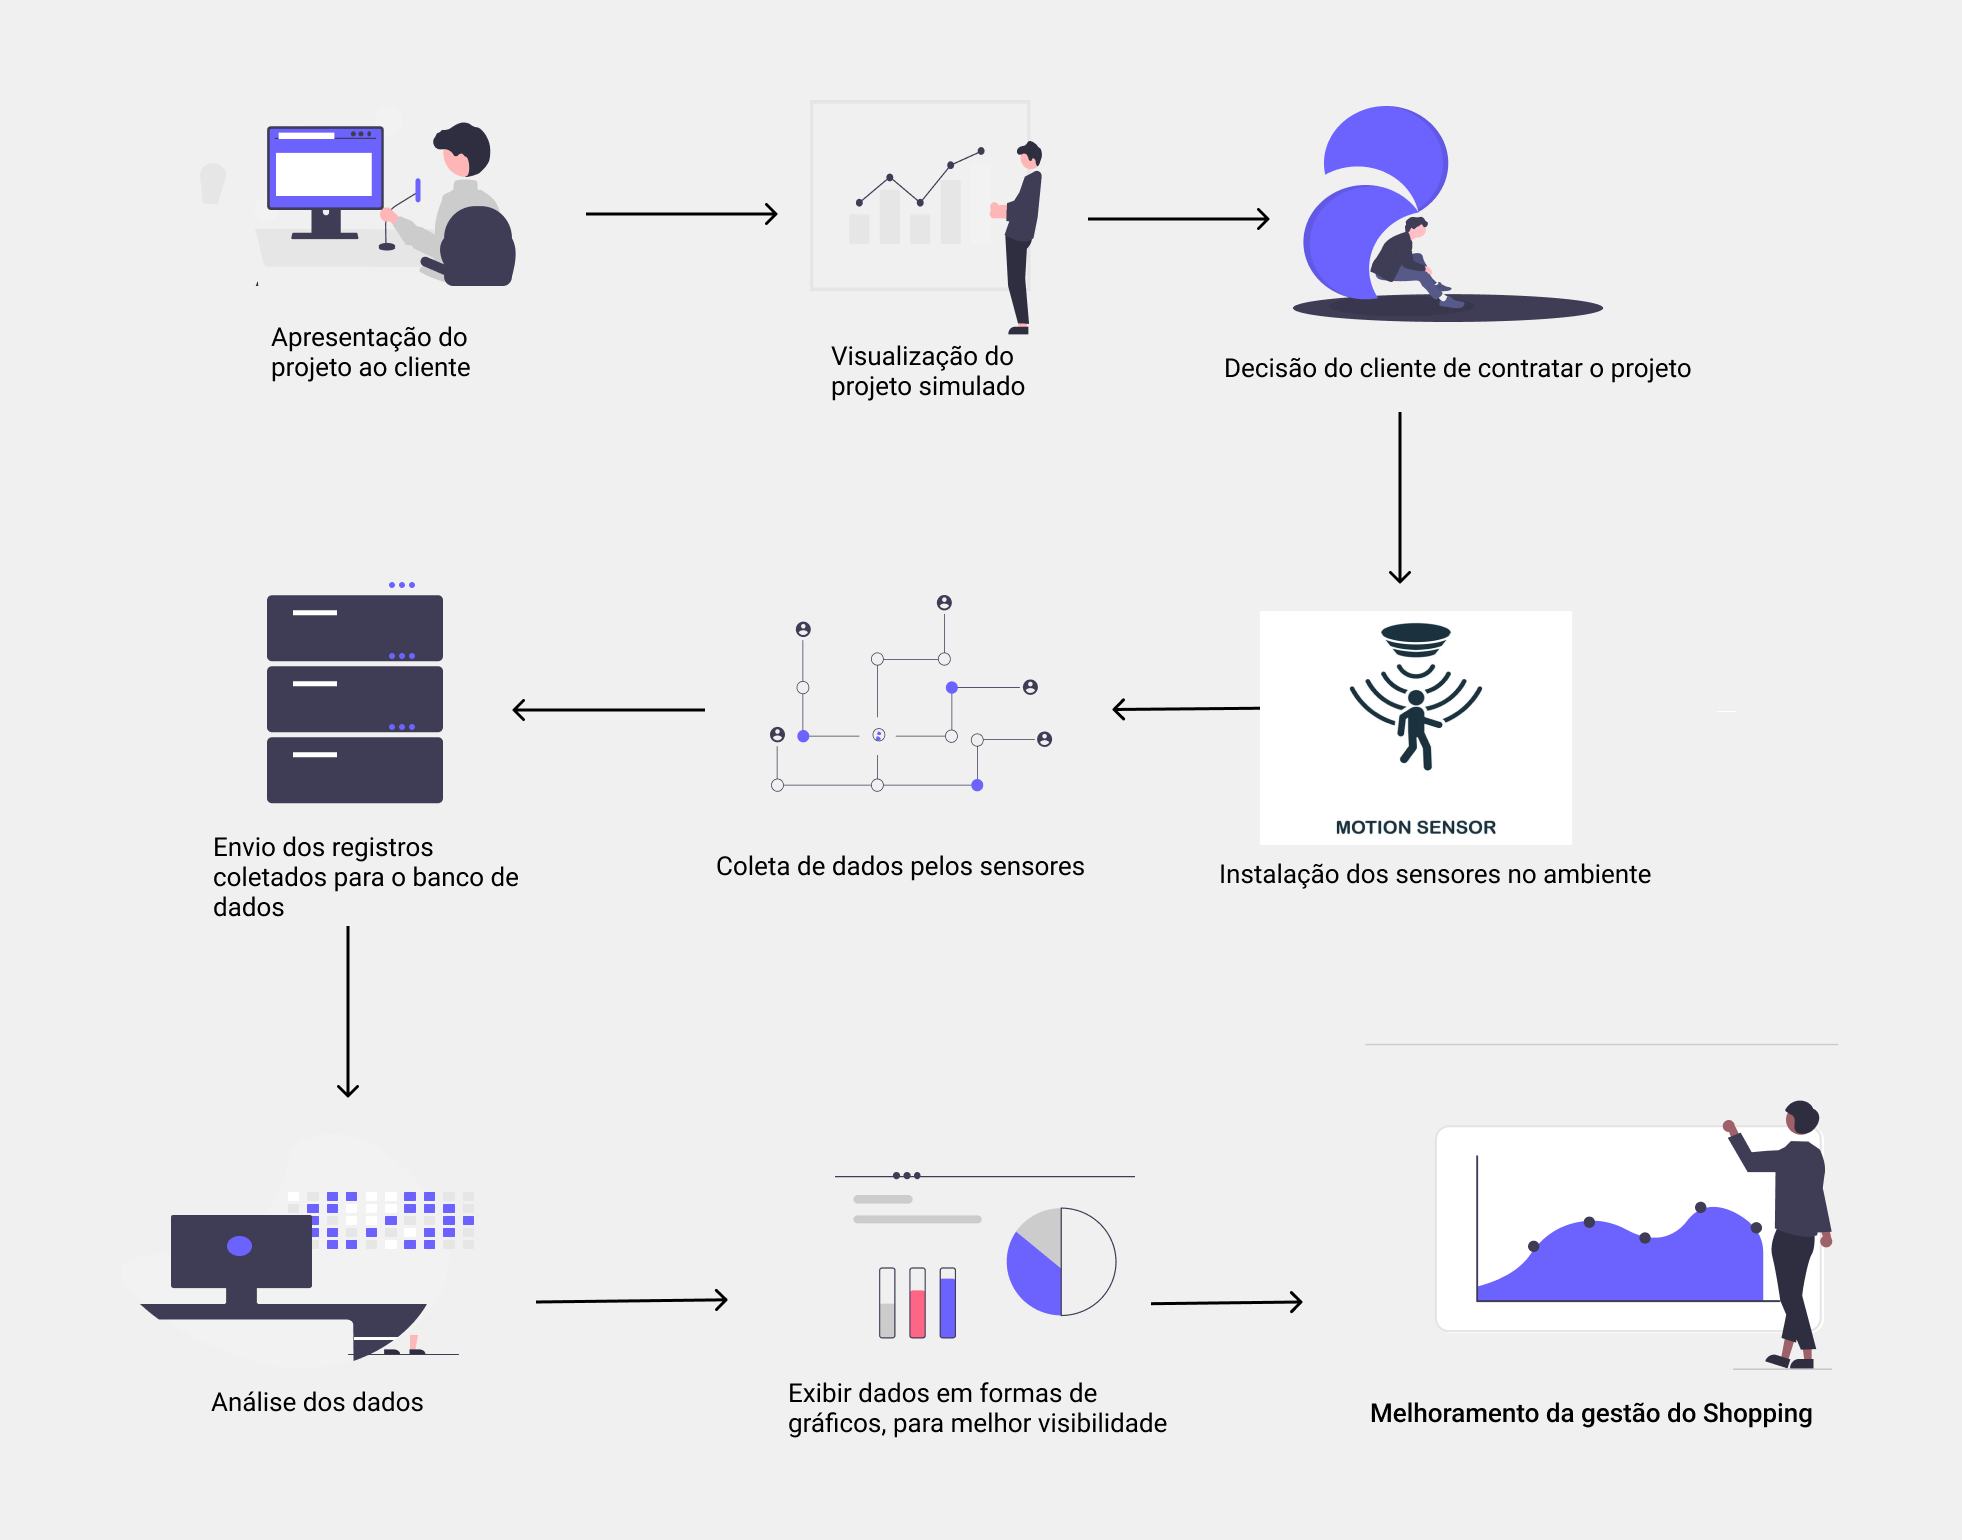 Apresentação do
projeto ao cliente
Visualização do
projeto simulado
Decisão do cliente de contratar o projeto
Envio dos registros
coletados para o banco de
dados
Coleta de dados pelos sensores
MOTION SENSOR
Instalação dos sensores no ambiente
Análise dos dados
Exibir dados em formas de
gráficos, para melhor visibilidade
Melhoramento da gestão do Shopping